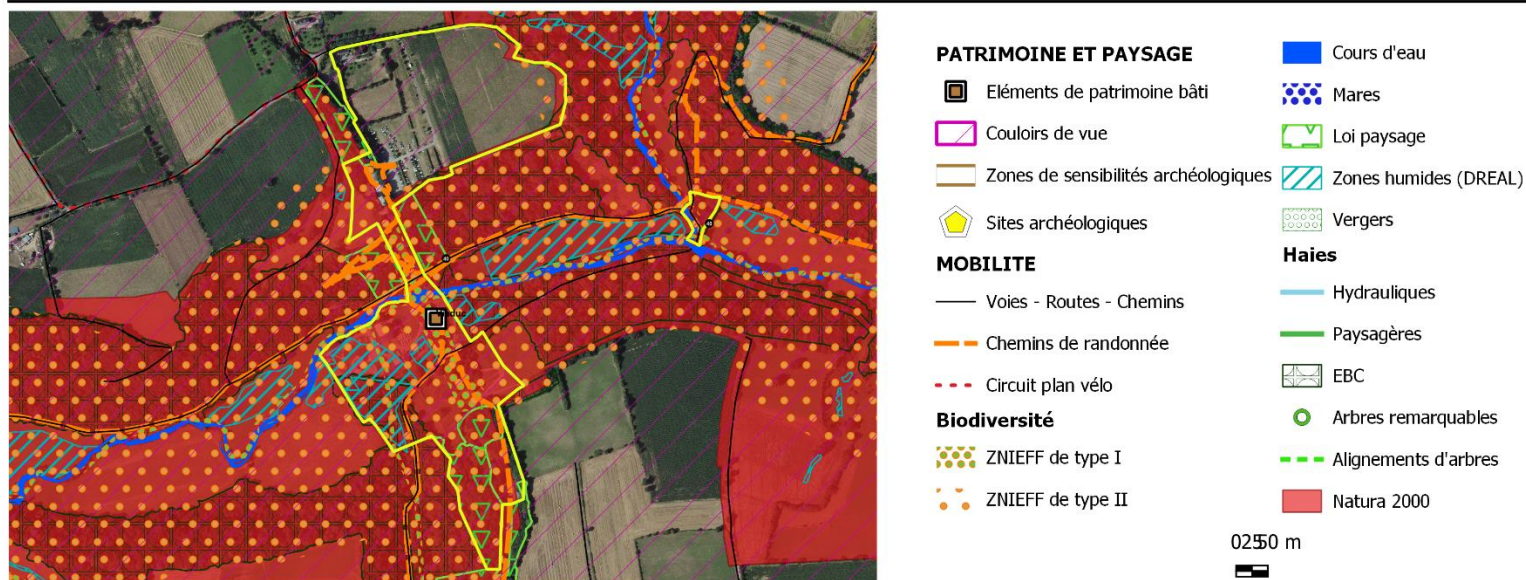 PATRIMOINE ET PAYSAGE
Eléments de patrimoine bâti
Couloirs de vue
Zones de sensibilités archéologiques
Sites archéologiques
MOBILITE
Voies - Routes - Chemins
Chemins de randonnée
Circuit plan vélo
Biodiversité
ZNIEFF de type I
ZNIEFF de type II
Cours d'eau
Mares
Loi paysage
Zones humides (DREAL)
Vergers
Haies
Hydrauliques
Paysagères
EBC
Arbres remarquables
Alignements d'arbres
Natura 2000